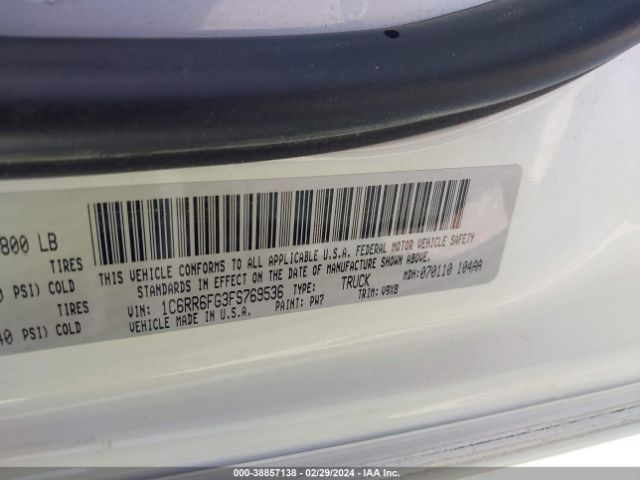 800 LB
TIRES
PSI) COLD
TIRES
40 PSI) COLD
THIS VEHICLE CONFORMS TO ALL APPLICABLE U.S.A. FEDERAL MOTOR VEHICLE SAFETY
STANDARDS IN EFFECT ON THE DATE OF MANUFACTURE SHOWN ABOVE.
VIN: 1C6RR6FG3FS769536 TYPE: TRUCK MDH: 070110 104AA
VEHICLE MADE IN U.S.A. PAINT: PW7 TRIM: V9X8
000-38857138 - 02/29/2024 - IAA Inc.